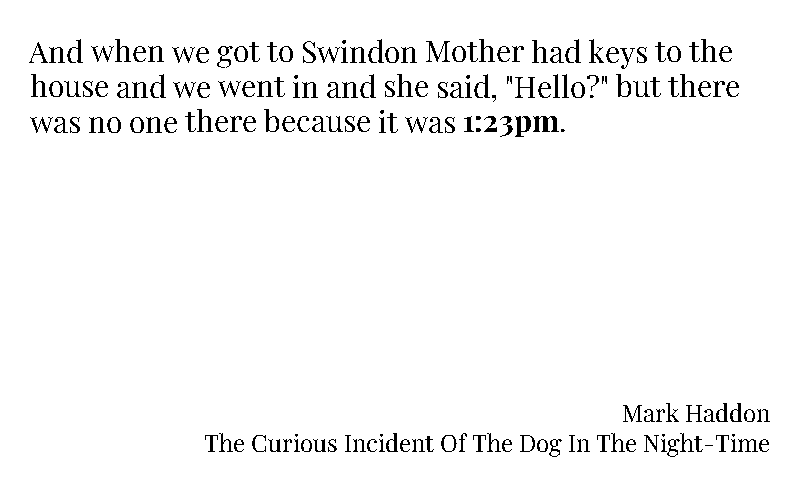 And when we got to Swindon Mother had keys to the
house and we went in and she said, "Hello?" but there
was no one there because it was 1:23pm.
Mark Haddon
The Curious Incident Of The Dog In The Night-Time